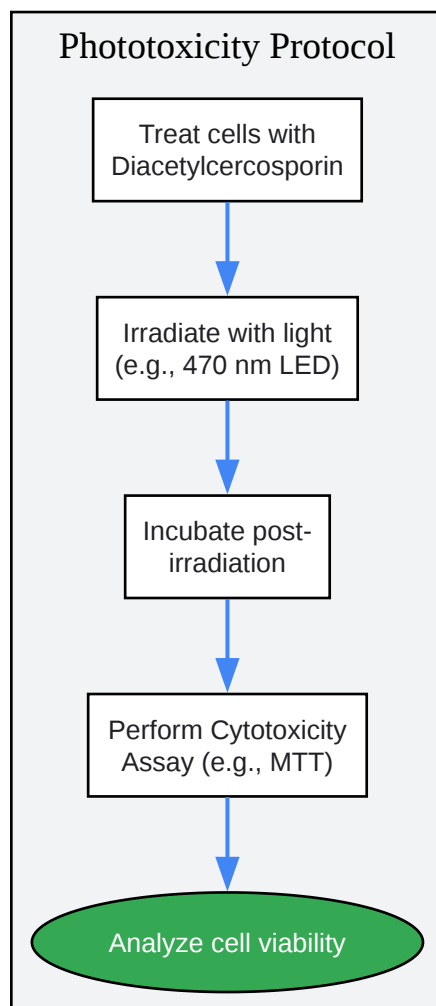 Phototoxicity Protocol
Treat cells with
Diacetylcercosporin
Irradiate with light
(e.g., 470 nm LED)
Incubate post-
irradiation
Perform Cytotoxicity
Assay (e.g., MTT)
Analyze cell viability